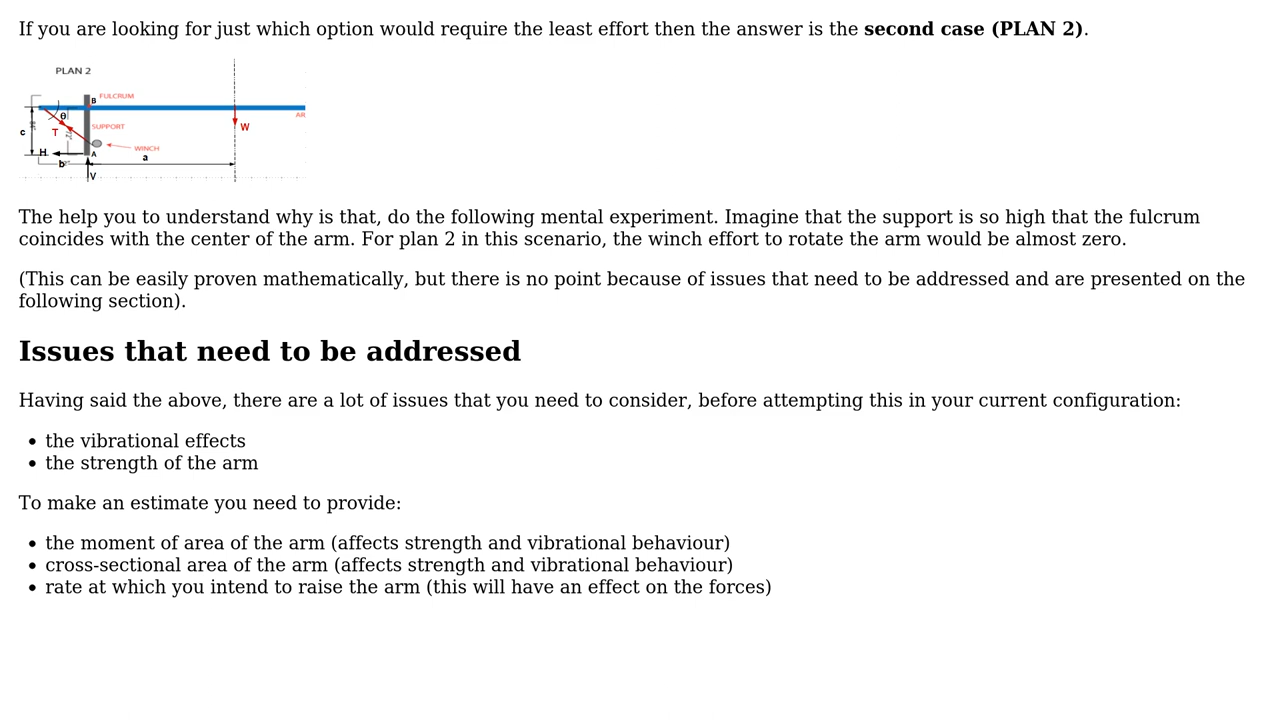 If you are looking for just which option would require the least effort then the answer is the second case (PLAN 2).
PLAN 2
B FULCRUM
θ
AR
c
T
SUPPORT
W
H
A
WINCH
b
a
V
The help you to understand why is that, do the following mental experiment. Imagine that the support is so high that the fulcrum
coincides with the center of the arm. For plan 2 in this scenario, the winch effort to rotate the arm would be almost zero.
(This can be easily proven mathematically, but there is no point because of issues that need to be addressed and are presented on the
following section).
Issues that need to be addressed
Having said the above, there are a lot of issues that you need to consider, before attempting this in your current configuration:
• the vibrational effects
• the strength of the arm
To make an estimate you need to provide:
• the moment of area of the arm (affects strength and vibrational behaviour)
• cross-sectional area of the arm (affects strength and vibrational behaviour)
• rate at which you intend to raise the arm (this will have an effect on the forces)